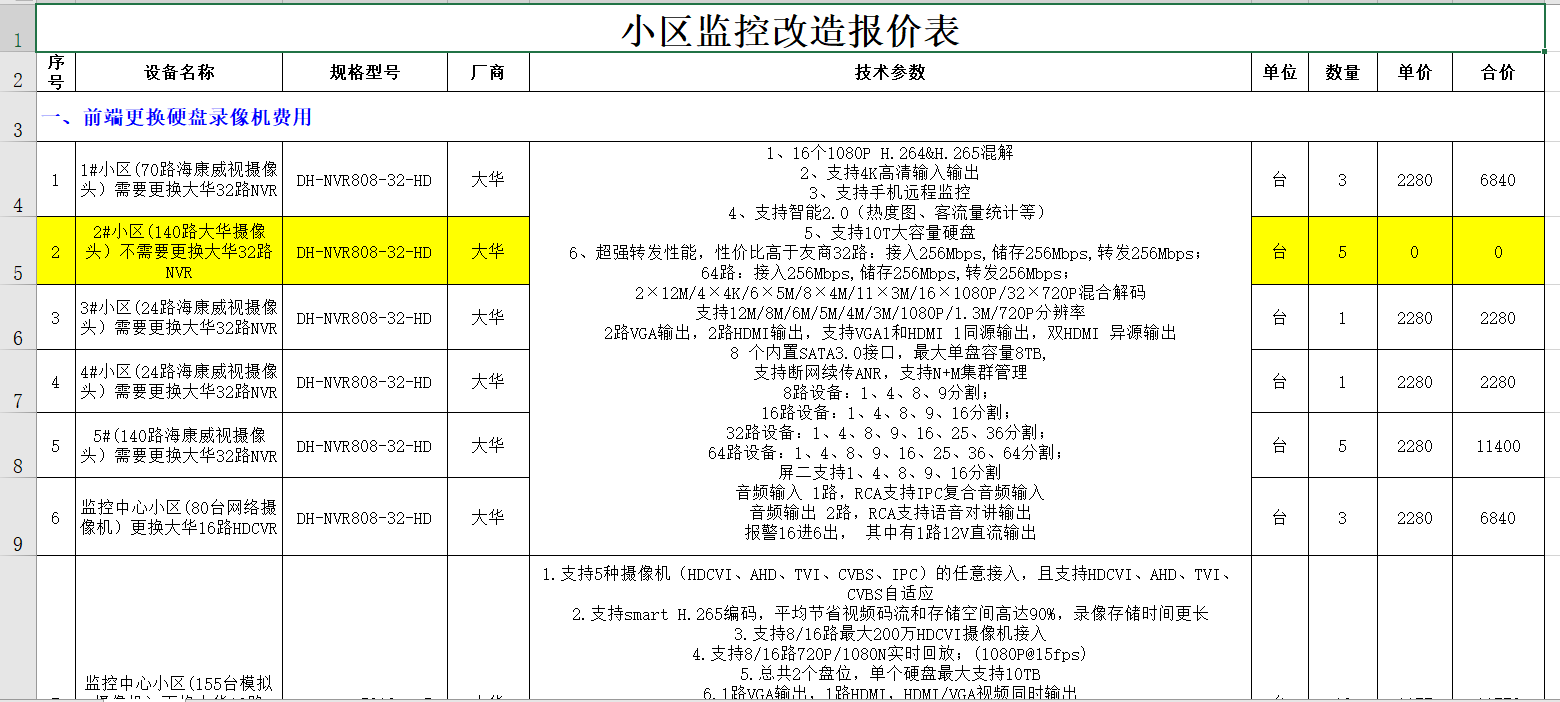 小区监控改造报价表
1
2
序号
设备名称
规格型号
厂商
技术参数
单位
数量
单价
合价
3
一、前端更换硬盘录像机费用
4
1
1#小区(70路海康威视摄像
头）需要更换大华32路NVR
DH-NVR808-32-HD
大华
台
3
2280
6840
5
2
2#小区(140路大华摄像
头）不需要更换大华32路
NVR
DH-NVR808-32-HD
大华
台
5
0
0
6
3
3#小区(24路海康威视摄像
头）需要更换大华32路NVR
DH-NVR808-32-HD
大华
台
1
2280
2280
7
4
4#小区(24路海康威视摄像
头）需要更换大华32路NVR
DH-NVR808-32-HD
大华
台
1
2280
2280
8
5
5#(140路海康威视摄像
头）需要更换大华32路NVR
DH-NVR808-32-HD
大华
台
5
2280
11400
9
6
监控中心小区(80台网络摄
像机）更换大华16路HDCVR
DH-NVR808-32-HD
大华
台
3
2280
6840
1、16个1080P H.264&H.265混解
2、支持4K高清输入输出
3、支持手机远程监控
4、支持智能2.0（热度图、客流量统计等）
5、支持10T大容量硬盘
6、超强转发性能，性价比高于友商32路：接入256Mbps,储存256Mbps,转发256Mbps；
64路：接入256Mbps,储存256Mbps,转发256Mbps；
2×12M/4×4K/6×5M/8×4M/11×3M/16×1080P/32×720P混合解码
支持12M/8M/6M/5M/4M/3M/1080P/1.3M/720P分辨率
2路VGA输出，2路HDMI输出，支持VGA1和HDMI 1同源输出，双HDMI 异源输出
8 个内置SATA3.0接口，最大单盘容量8TB,
支持断网续传ANR，支持N+M集群管理
8路设备：1、4、8、9分割；
16路设备：1、4、8、9、16分割；
32路设备：1、4、8、9、16、25、36分割；
64路设备：1、4、8、9、16、25、36、64分割；
屏二支持1、4、8、9、16分割
音频输入 1路，RCA支持IPC复合音频输入
音频输出 2路，RCA支持语音对讲输出
报警16进6出， 其中有1路12V直流输出
监控中心小区(155台模拟
1.支持5种摄像机（HDCVI、AHD、TVI、CVBS、IPC）的任意接入，且支持HDCVI、AHD、TVI、
CVBS自适应
2.支持smart H.265编码，平均节省视频码流和存储空间高达90%，录像存储时间更长
3.支持8/16路最大200万HDCVI摄像机接入
4.支持8/16路720P/1080N实时回放；(1080P@15fps)
5.总共2个盘位，单个硬盘最大支持10TB
6.1路VGA输出，1路HDMI，HDMI/VGA视频同时输出